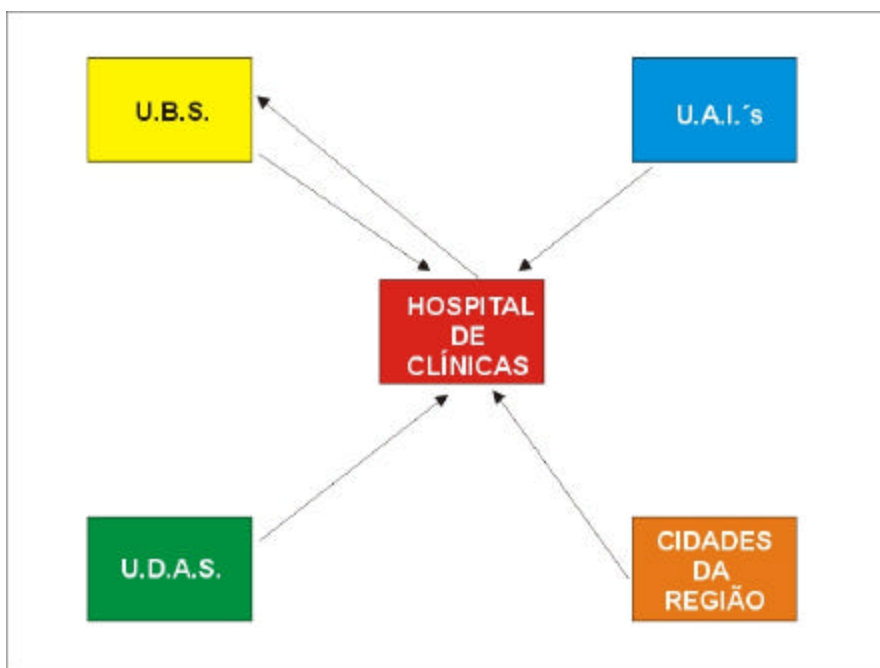 U.B.S.
U.A.I.´s
HOSPITAL
DE
CLÍNICAS
U.D.A.S.
CIDADES
DA
REGIÃO